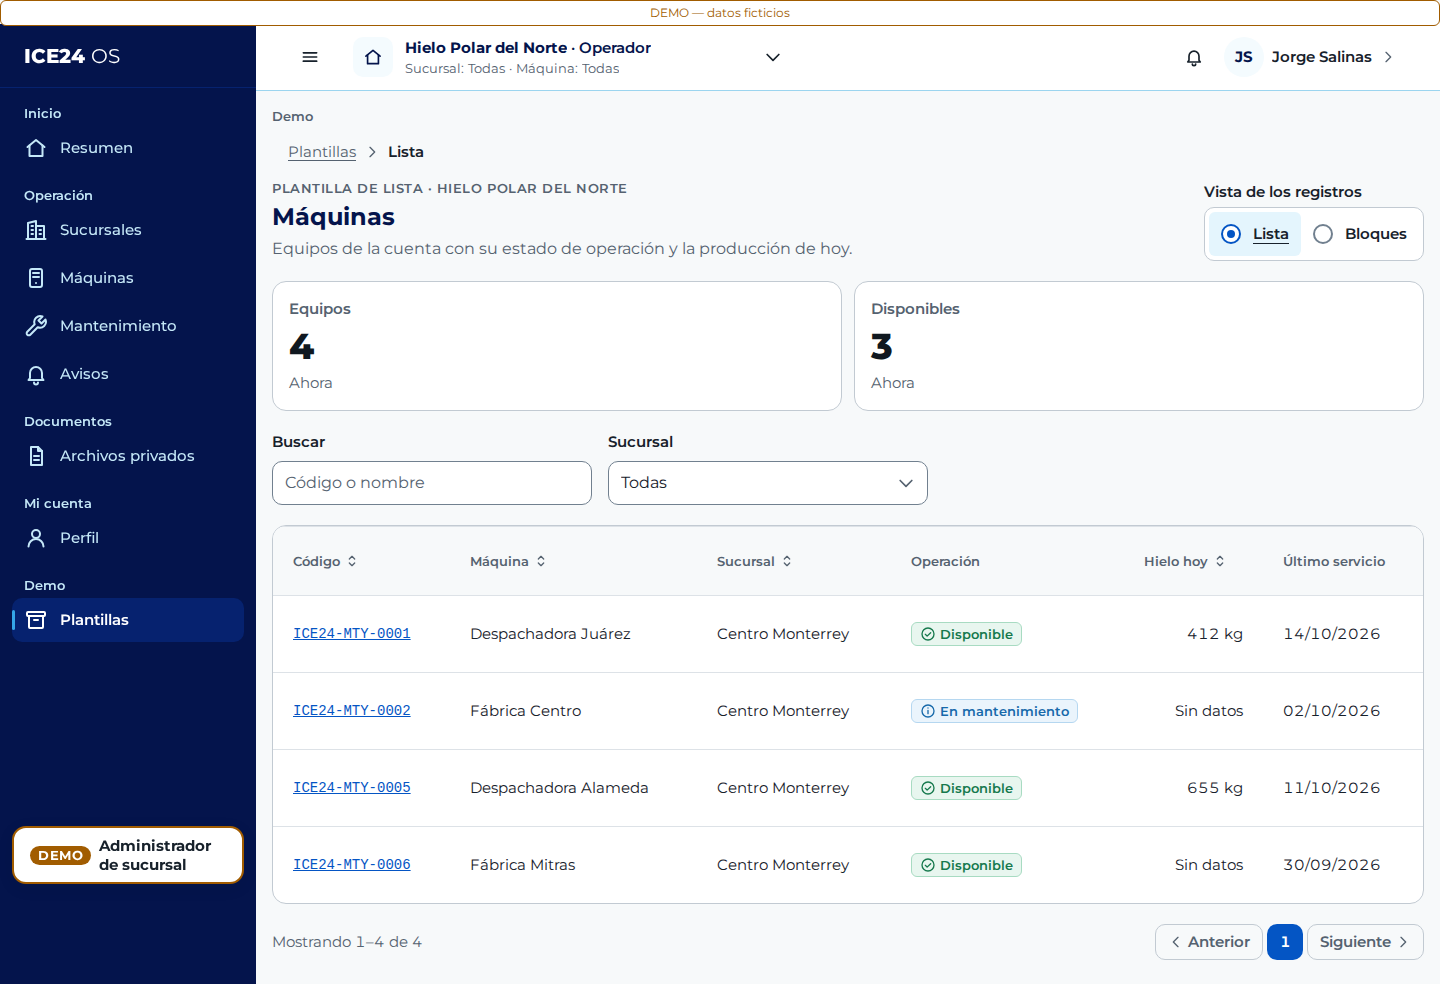 DEMO — datos ficticios
ICE24 OS
Hielo Polar del Norte · Operador
Sucursal: Todas · Máquina: Todas
JS Jorge Salinas
Inicio
Resumen
Operación
Sucursales
Máquinas
Mantenimiento
Avisos
Documentos
Archivos privados
Mi cuenta
Perfil
Demo
Plantillas
DEMO Administrador
de sucursal
Demo
Plantillas Lista
PLANTILLA DE LISTA · HIELO POLAR DEL NORTE
Máquinas
Equipos de la cuenta con su estado de operación y la producción de hoy.
Vista de los registros
Lista Bloques
Equipos
4
Ahora
Disponibles
3
Ahora
Buscar
Código o nombre
Sucursal
Todas
Código Máquina Sucursal Operación Hielo hoy Último servicio
ICE24-MTY-0001 Despachadora Juárez Centro Monterrey Disponible 412 kg 14/10/2026
ICE24-MTY-0002 Fábrica Centro Centro Monterrey En mantenimiento Sin datos 02/10/2026
ICE24-MTY-0005 Despachadora Alameda Centro Monterrey Disponible 655 kg 11/10/2026
ICE24-MTY-0006 Fábrica Mitras Centro Monterrey Disponible Sin datos 30/09/2026
Mostrando 1–4 de 4
Anterior 1 Siguiente